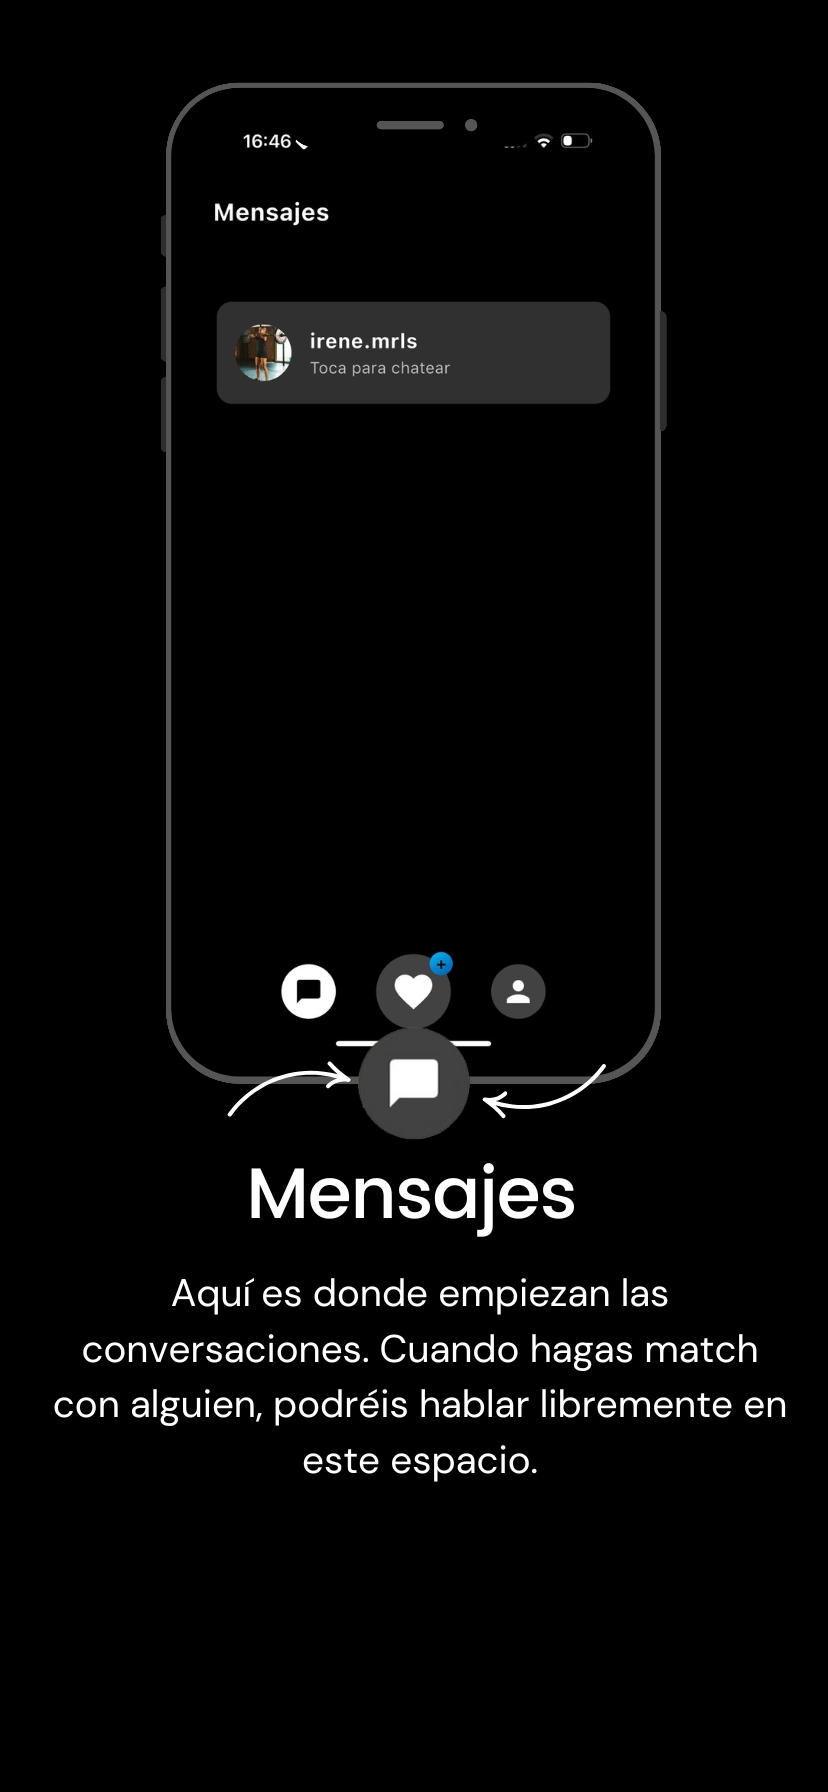 16:46
Mensajes
irene.mrls
Toca para chatear
+
Mensajes
Aquí es donde empiezan las
conversaciones. Cuando hagas match
con alguien, podréis hablar libremente en
este espacio.